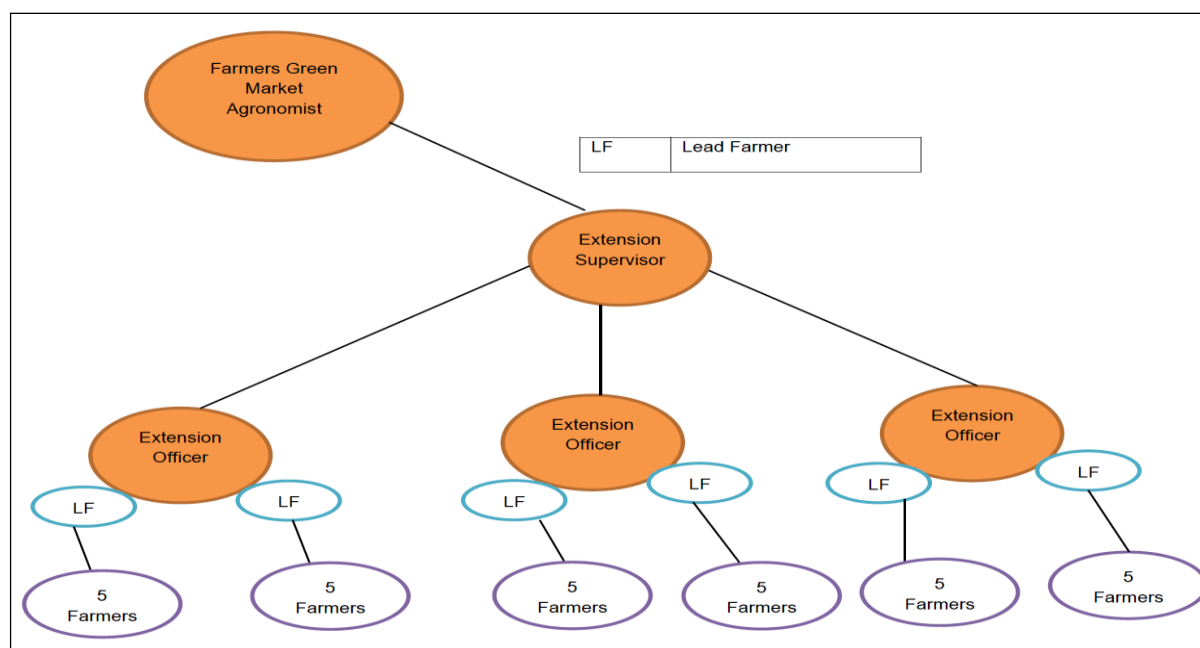 Farmers Green
Market
Agronomist
LF Lead Farmer
Extension
Supervisor
Extension
Officer
Extension
Officer
Extension
Officer
LF
LF
LF
LF
LF
LF
5
Farmers
5
Farmers
5
Farmers
5
Farmers
5
Farmers
5
Farmers